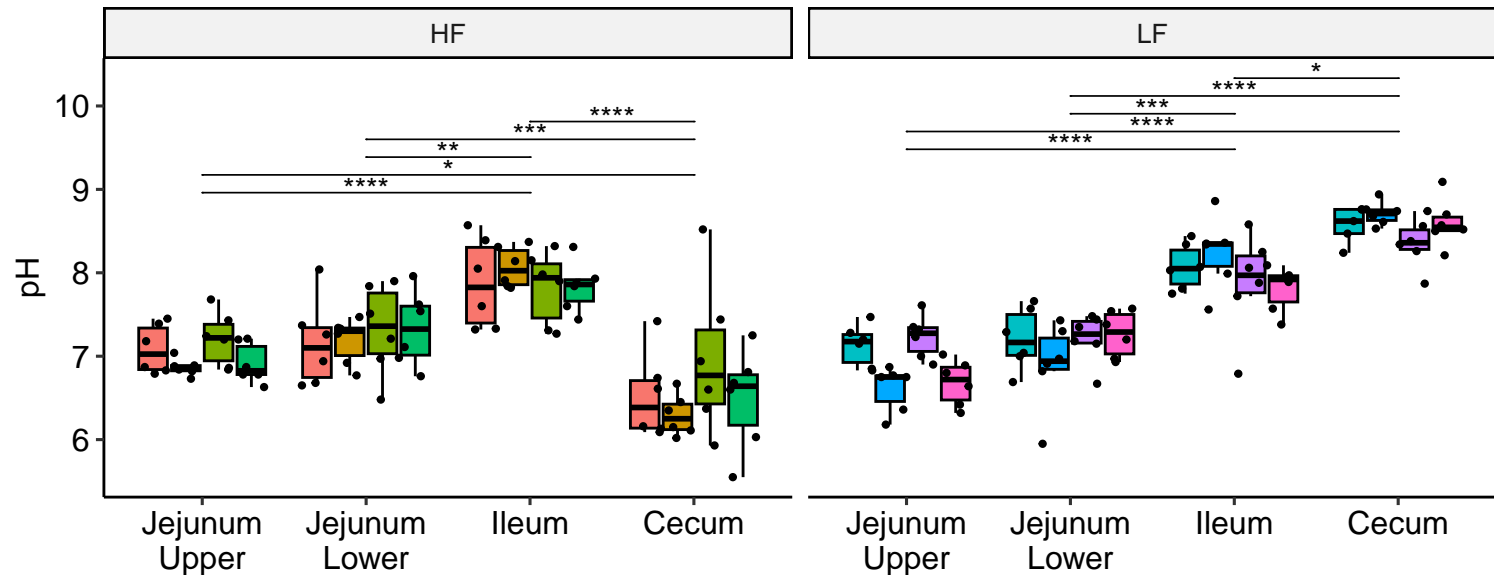 HF
LF
pH
10
9
8
7
6
****
***
**
*
****
*
****
***
****
****
Jejunum
Upper
Jejunum
Lower
Ileum
Cecum
Jejunum
Upper
Jejunum
Lower
Ileum
Cecum